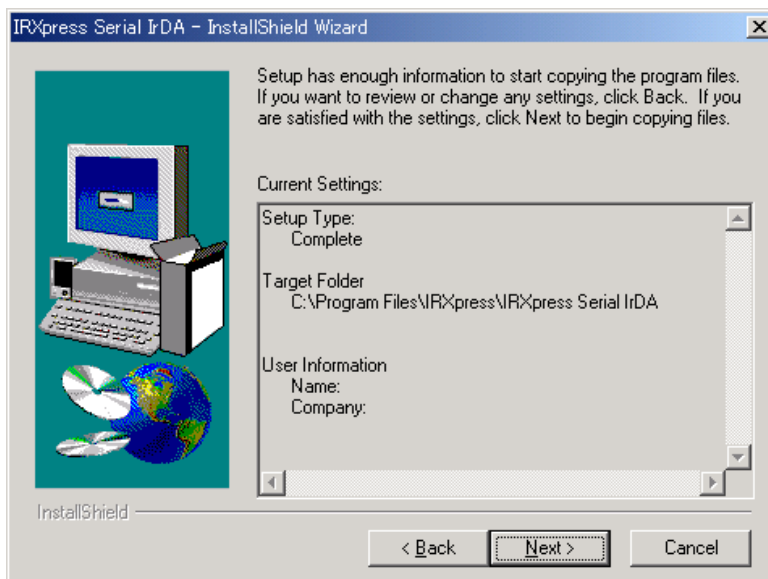 IRXpress Serial IrDA - InstallShield Wizard
Setup has enough information to start copying the program files.
If you want to review or change any settings, click Back. If you
are satisfied with the settings, click Next to begin copying files.
Current Settings:
Setup Type:
Complete
Target Folder
C:\Program Files\IRXpress\IRXpress Serial IrDA
User Information
Name:
Company:
InstallShield
< Back
Next >
Cancel